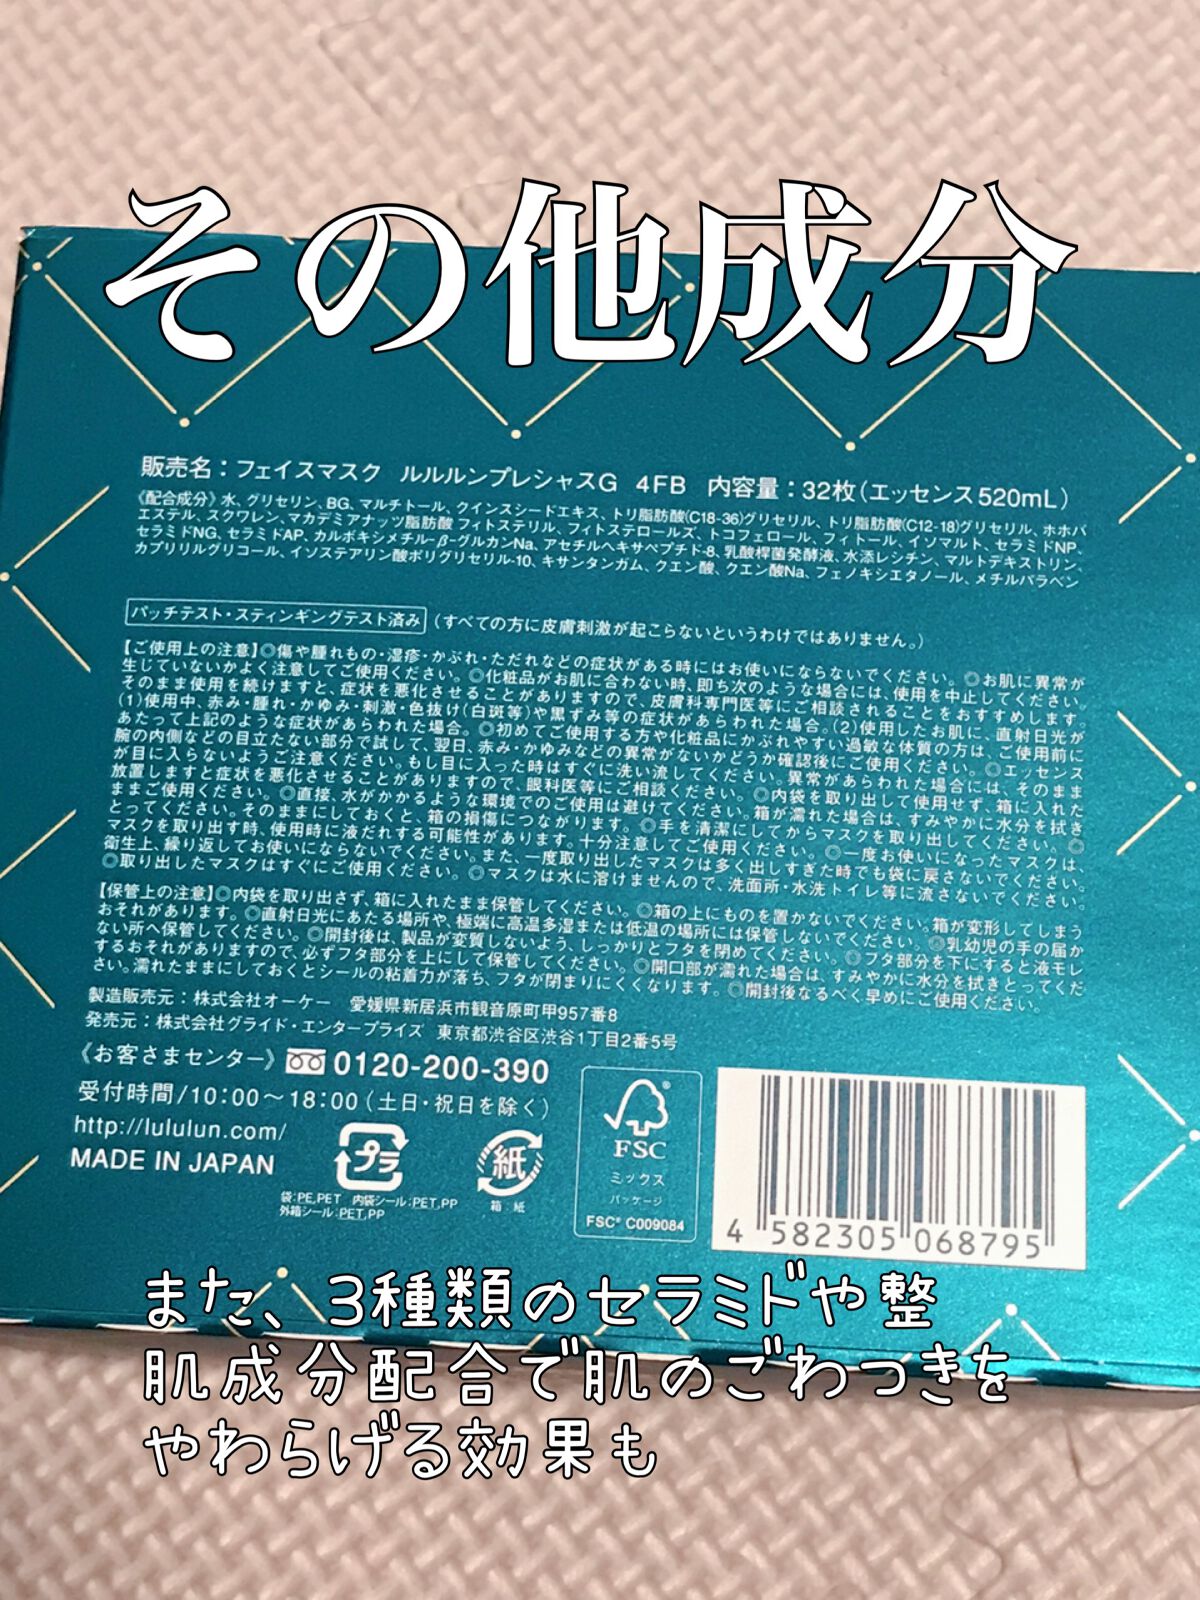 その他成分
販売名：フェイスマスク ルルルンプレシャスG 4FB 内容量：32枚（エッセンス520mL）
《配合成分》水、グリセリン、BG、マルチトール、クインスシードエキス、トリ脂肪酸(C18-36)グリセリル、トリ脂肪酸(C12-18)グリセリル、ホホバ
エステル、スクワレン、マカデミアナッツ脂肪酸 フィトステリル、フィトステロールズ、トコフェロール、フィトール、イソマルト、セラミドNP、
セラミドNG、セラミドAP、カルボキシメチル-β-グルカンNa、アセチルヘキサペプチド-8、乳酸桿菌発酵液、水添レシチン、マルトデキストリン、
カプリリルグリコール、イソステアリン酸ポリグリセリル-10、キサンタンガム、クエン酸、クエン酸Na、フェノキシエタノール、メチルパラベン
パッチテスト・スティンギングテスト済み（すべての方に皮膚刺激が起こらないというわけではありません。）
【ご使用上の注意】◎傷や腫れもの・湿疹・かぶれ・ただれなどの症状がある時にはお使いにならないでください。◎お肌に異常が
生じていないかよく注意してご使用ください。◎化粧品がお肌に合わない時、即ち次のような場合には、使用を中止してください。
そのまま使用を続けますと、症状を悪化させることがありますので、皮膚科専門医等にご相談されることをおすすめします。
(1)使用中、赤み・腫れ・かゆみ・刺激・色抜け(白斑等)や黒ずみ等の症状があらわれた場合。(2)使用したお肌に、直射日光が
あたって上記のような症状があらわれた場合。◎初めてご使用する方や化粧品にかぶれやすい過敏な体質の方は、ご使用前に
腕の内側などの目立たない部分で試して、翌日、赤み・かゆみなどの異常がないかどうか確認後にご使用ください。◎エッセンス
が目に入らないようご注意ください。もし目に入った時はすぐに洗い流してください。異常があらわれた場合には、そのまま
放置しますと症状を悪化させることがありますので、眼科医等にご相談ください。◎内袋を取り出して使用せず、箱に入れた
ままご使用ください。◎直接、水がかかるような環境でのご使用は避けてください。箱が濡れた場合は、すみやかに水分を拭き
とってください。そのままにしておくと、箱の損傷につながります。◎手を清潔にしてからマスクを取り出してください。◎
マスクを取り出す時、使用時に液だれする可能性があります。十分注意してご使用ください。◎一度お使いになったマスクは、
衛生上、繰り返してお使いにならないでください。また、一度取り出したマスクは多く出しすぎた時でも袋に戻さないでください。
◎取り出したマスクはすぐにご使用ください。◎マスクは水に溶けませんので、洗面所・水洗トイレ等に流さないでください。
【保管上の注意】◎内袋を取り出さず、箱に入れたまま保管してください。◎箱の上にものを置かないでください。箱が変形してしまう
おそれがあります。◎直射日光にあたる場所や、極端に高温多湿または低温の場所には保管しないでください。◎乳幼児の手の届か
ない所へ保管してください。◎開封後は、製品が変質しないよう、しっかりとフタを閉めてください。◎フタ部分を下にすると液モレ
するおそれがありますので、必ずフタ部分を上にして保管してください。◎開口部が濡れた場合は、すみやかに水分を拭きとってくだ
さい。濡れたままにしておくとシールの粘着力が落ち、フタが閉まりにくくなります。◎開封後なるべく早めにご使用ください。
製造販売元：株式会社オーケー 愛媛県新居浜市観音原町甲957番8
発売元：株式会社グライド・エンタープライズ 東京都渋谷区渋谷1丁目2番5号
《お客さまセンター》0120-200-390
受付時間/10:00～18:00（土日・祝日を除く）
http://lululun.com/
MADE IN JAPAN
プラ
袋:PE,PET 内袋シール:PET,PP
外箱シール:PET,PP
紙
箱：紙
FSC®
ミックス
パッケージ
FSC® C009084
4 582305 068795
また、3種類のセラミドや整
肌成分配合で肌のごわつきを
やわらげる効果も